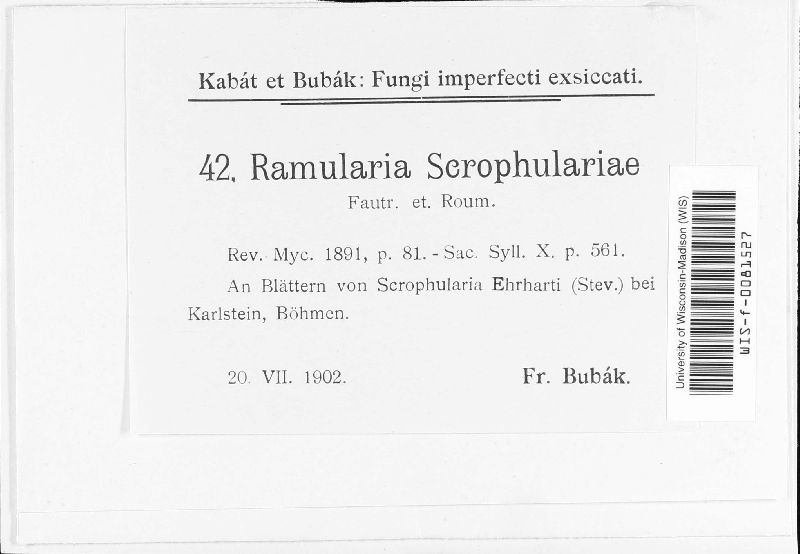 Kabát et Bubák: Fungi imperfecti exsiccati.
42. Ramularia Scrophulariae
Fautr. et. Roum.
Rev. Myc. 1891, p. 81. - Sac. Syll. X. p. 561.
An Blättern von Scrophularia Ehrharti (Stev.) bei
Karlstein, Böhmen.
20. VII. 1902.
Fr. Bubák.
University of Wisconsin-Madison (WIS)
WIS-f-0081527